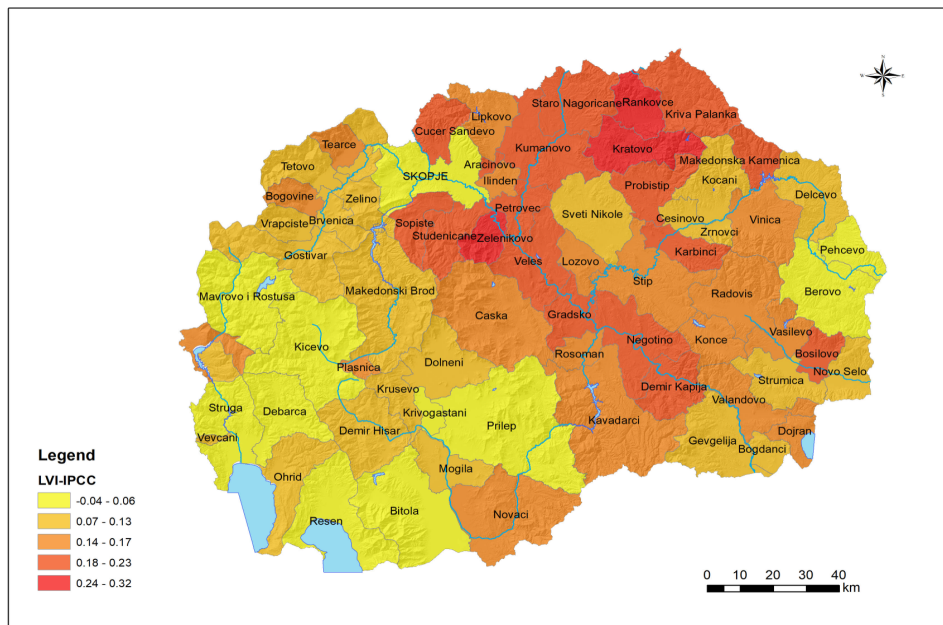 N
W E
S
Staro Nagoricane
Rankovce
Kriva Palanka
Lipkovo
Cucer Sandevo
Kumanovo
Kratovo
Tearce
Tetovo
SKOPJE
Aracinovo
Ilinden
Makedonska Kamenica
Kocani
Probistip
Delcevo
Bogovine
Zelino
Petrovec
Sveti Nikole
Cesinovo
Zrnovci
Vinica
Vrapciste
Brvenica
Sopiste
Studenicane
Zelenikovo
Karbinci
Pehcevo
Gostivar
Veles
Lozovo
Stip
Berovo
Mavrovo i Rostusa
Makedonski Brod
Radovis
Caska
Gradsko
Kicevo
Negotino
Konce
Vasilevo
Plasnica
Dolneni
Rosoman
Bosilovo
Novo Selo
Krusevo
Demir Kapija
Strumica
Struga
Debarca
Krivogastani
Prilep
Kavadarci
Valandovo
Vevcani
Demir Hisar
Dojran
Gevgelija
Bogdanci
Ohrid
Mogila
Bitola
Novaci
Resen
Legend
LVI-IPCC
-0.04 - 0.06
0.07 - 0.13
0.14 - 0.17
0.18 - 0.23
0.24 - 0.32
0 10 20 30 40
km